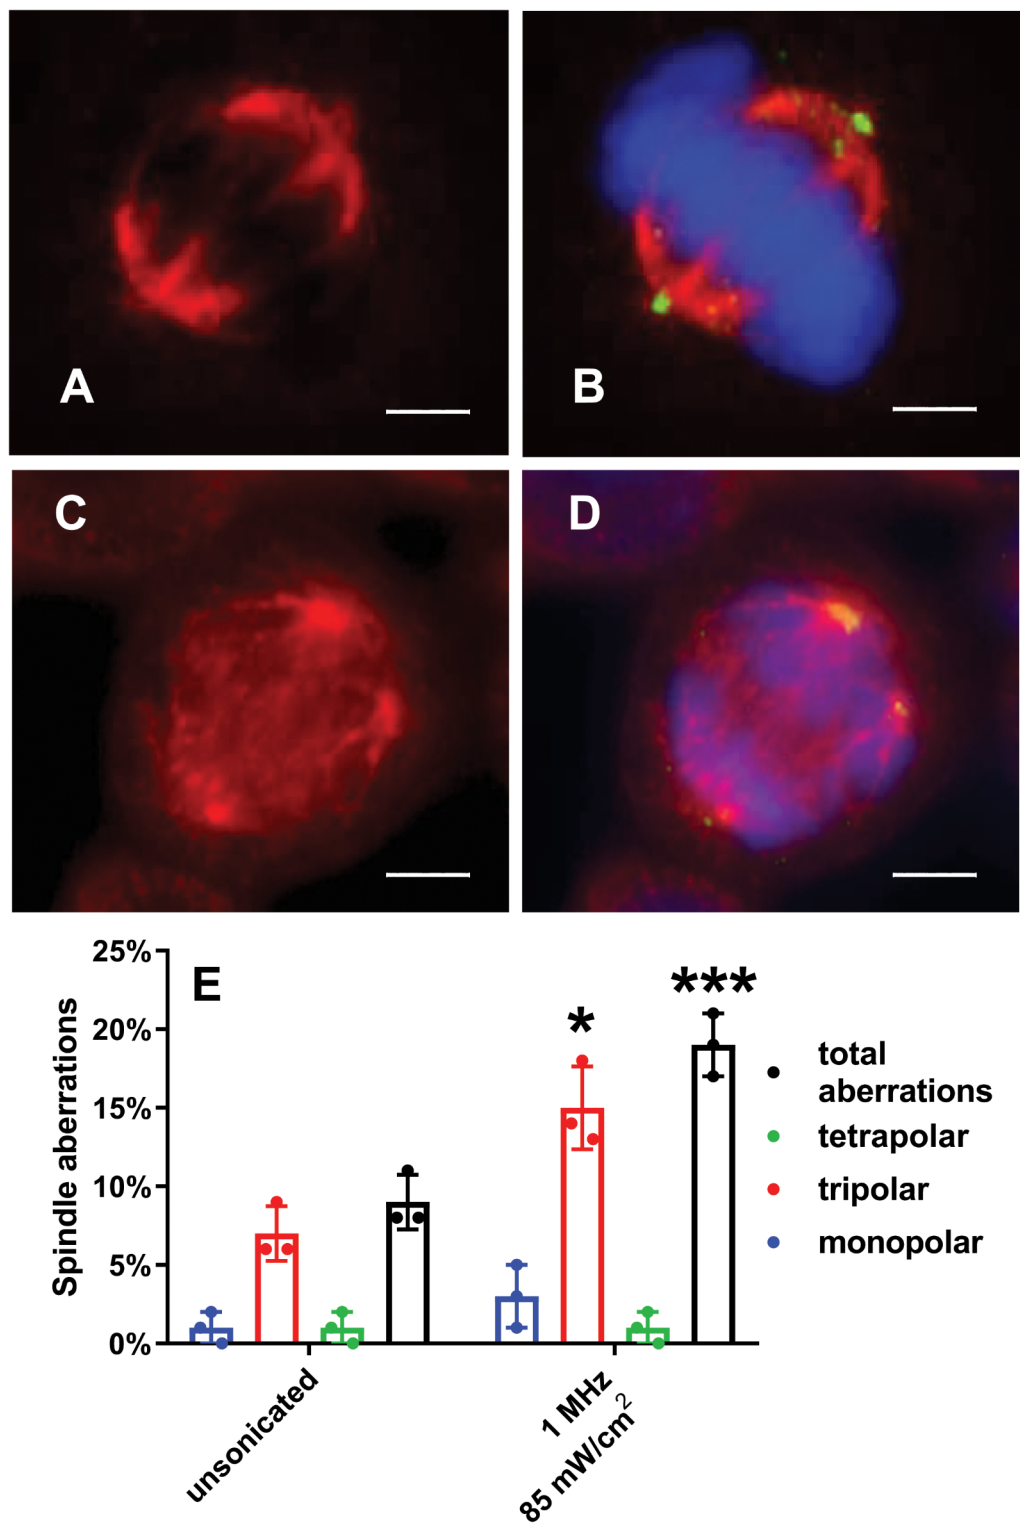 A
B
C
D
E
Spindle aberrations
25%
20%
15%
10%
5%
0%
*
***
total
aberrations
tetrapolar
tripolar
monopolar
unsonicated
1 MHz
85 mW/cm²